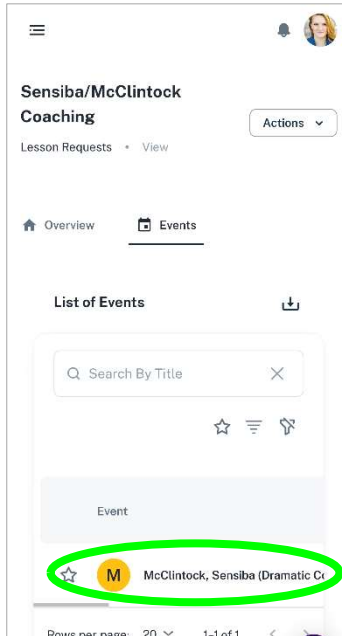 Sensiba/McClintock
Coaching
Actions
Lesson Requests • View
Overview
Events
List of Events
Search By Title
Event
M
McClintock, Sensiba (Dramatic
Rows per page: 20
1-1 of 1